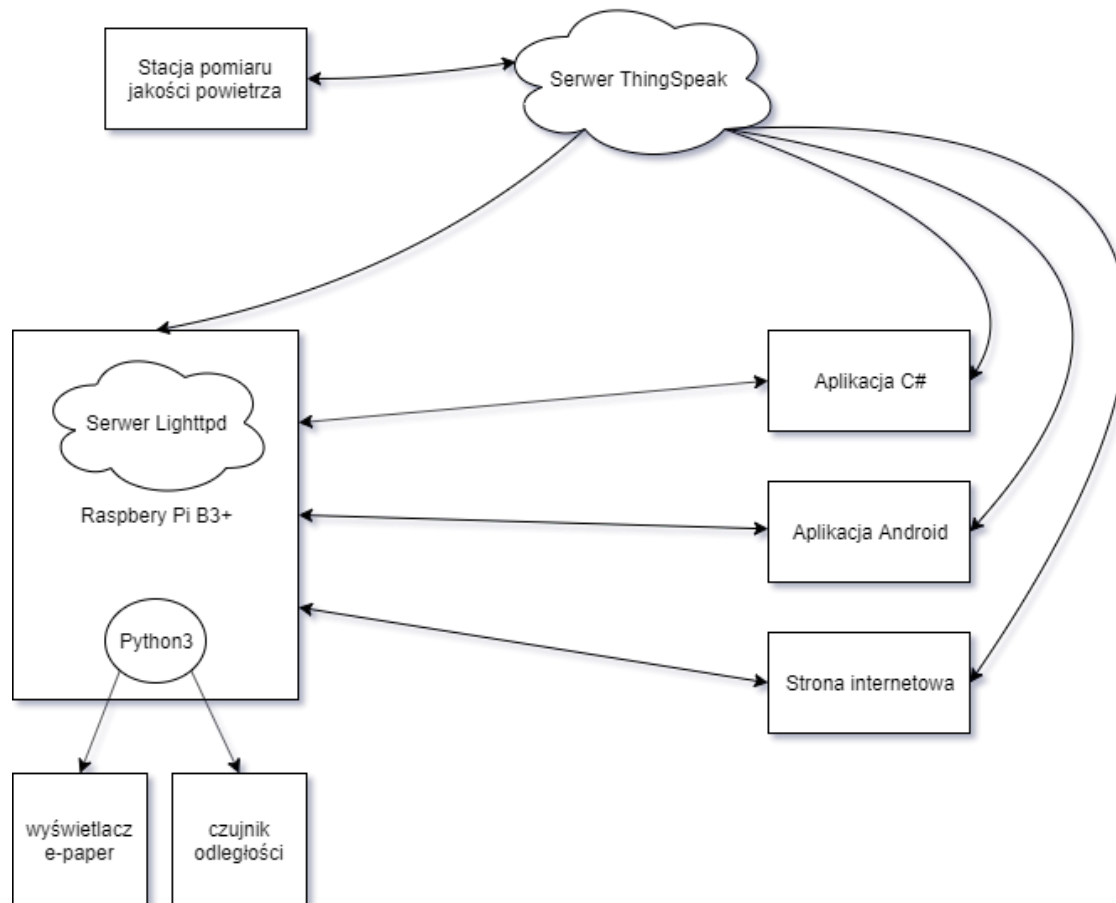 Stacja pomiaru
jakości powietrza
Serwer ThingSpeak
Serwer Lighttpd
Raspbery Pi B3+
Python3
wyświetlacz
e-paper
czujnik
odległości
Aplikacja C#
Aplikacja Android
Strona internetowa